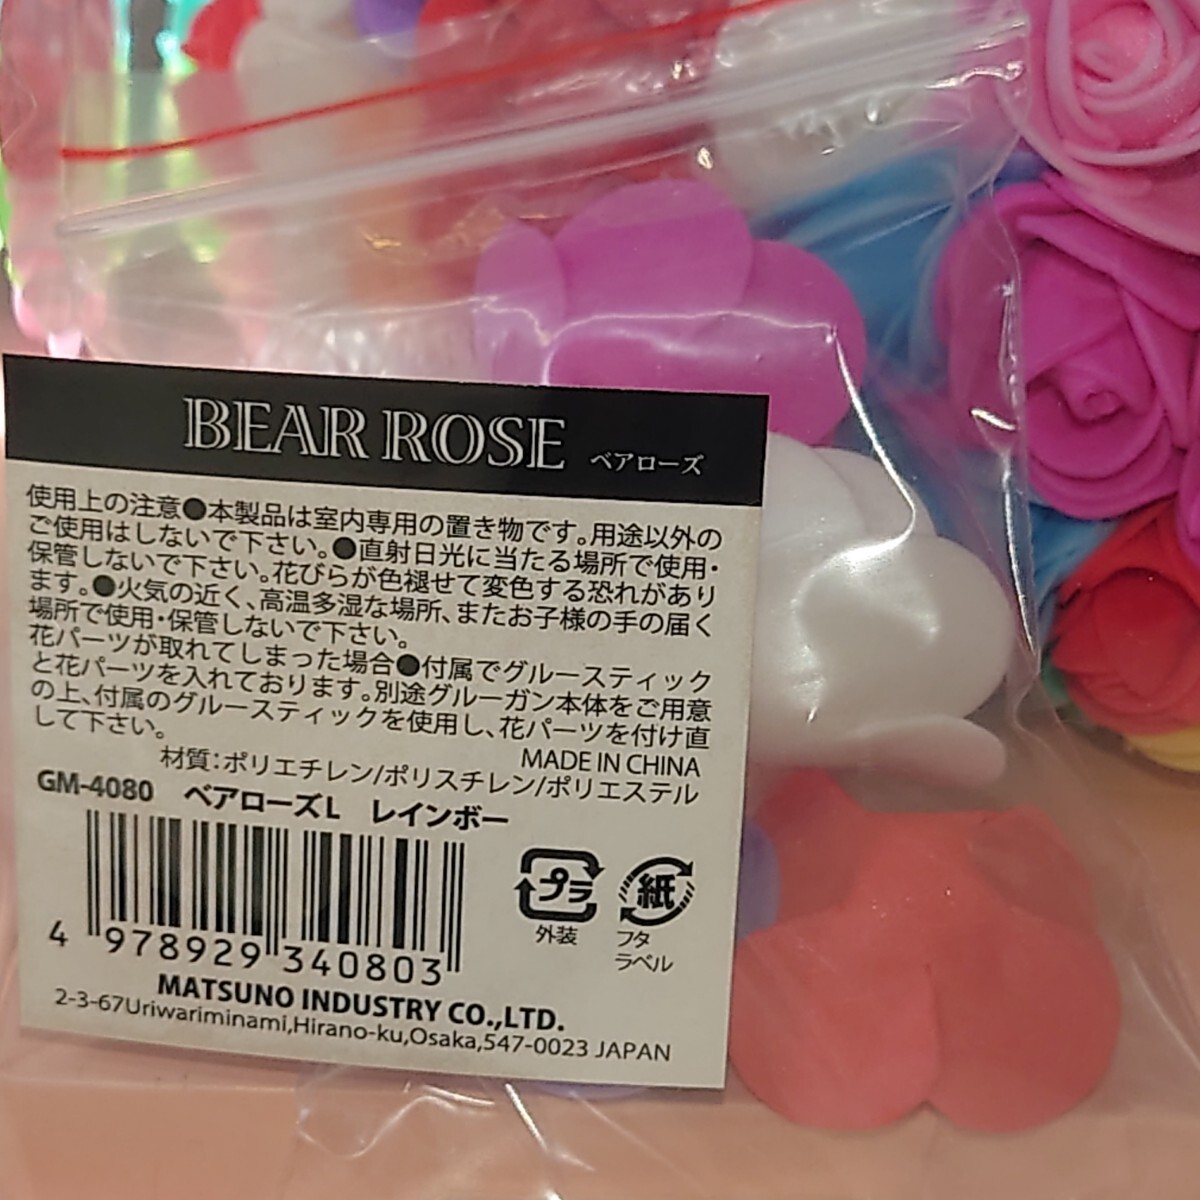 BEAR ROSE ベアローズ
使用上の注意●本製品は室内専用の置き物です。用途以外の
ご使用はしないで下さい。●直射日光に当たる場所で使用・
保管しないで下さい。花びらが色褪せて変色する恐れがあり
ます。●火気の近く、高温多湿な場所、またお子様の手の届く
場所で使用・保管しないで下さい。
花パーツが取れてしまった場合●付属でグルースティック
と花パーツを入れております。別途グルーガン本体をご用意
の上、付属のグルースティックを使用し、花パーツを付け直
して下さい。
MADE IN CHINA
材質：ポリエチレン/ポリスチレン/ポリエステル
GM-4080 ベアローズL レインボー
プラ 紙
外装 フタ
ラベル
4 978929 340803
MATSUNO INDUSTRY CO.,LTD.
2-3-67Uriwariminami,Hirano-ku,Osaka,547-0023 JAPAN